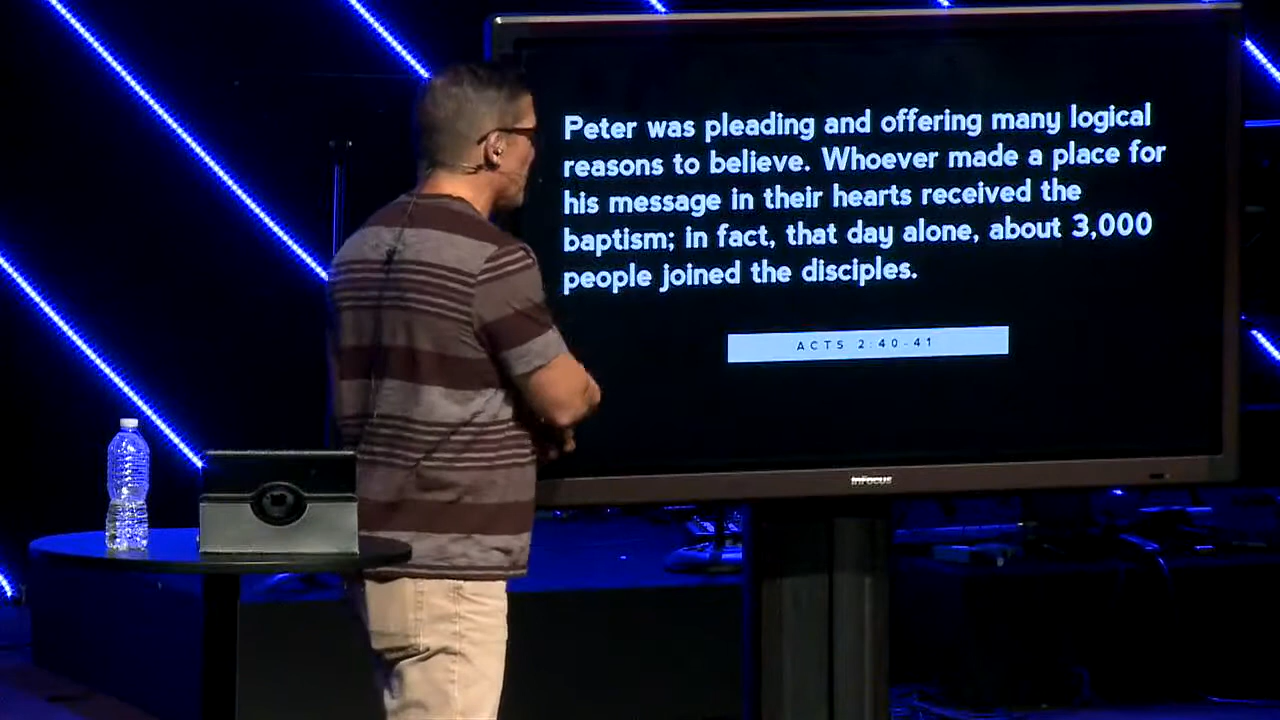 Peter was pleading and offering many logical
reasons to believe. Whoever made a place for
his message in their hearts received the
baptism; in fact, that day alone, about 3,000
people joined the disciples.
ACTS 2:40-41
InFocus